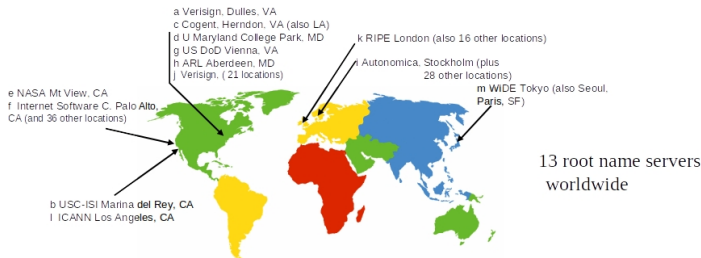 a Verisign, Dulles, VA
c Cogent, Herndon, VA (also LA)
d U Maryland College Park, MD
g US DoD Vienna, VA
h ARL Aberdeen, MD
j Verisign, ( 21 locations)
k RIPE London (also 16 other locations)
i Autonomica, Stockholm (plus
28 other locations)
m WIDE Tokyo (also Seoul,
Paris, SF)
e NASA Mt View, CA
f Internet Software C. Palo Alto,
CA (and 36 other locations)
13 root name servers
worldwide
b USC-ISI Marina del Rey, CA
l ICANN Los Angeles, CA